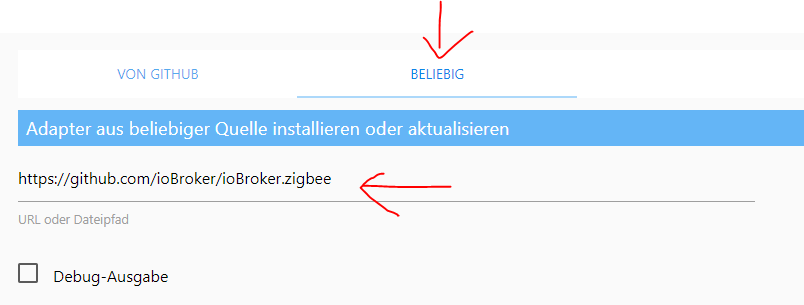 VON GITHUB
BELIEBIG
Adapter aus beliebiger Quelle installieren oder aktualisieren
https://github.com/ioBroker/ioBroker.zigbee
URL oder Dateipfad
Debug-Ausgabe